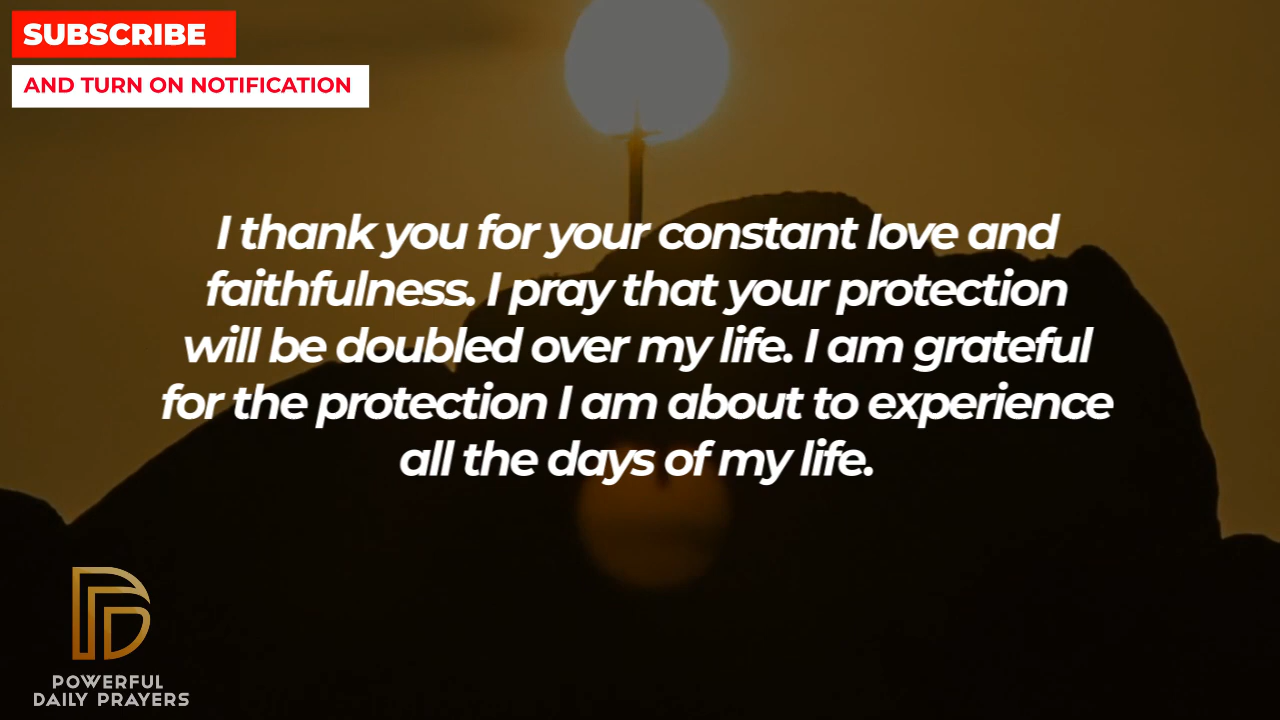 SUBSCRIBE
AND TURN ON NOTIFICATION
I thank you for your constant love and
faithfulness. I pray that your protection
will be doubled over my life. I am grateful
for the protection I am about to experience
all the days of my life.
POWERFUL
DAILY PRAYERS